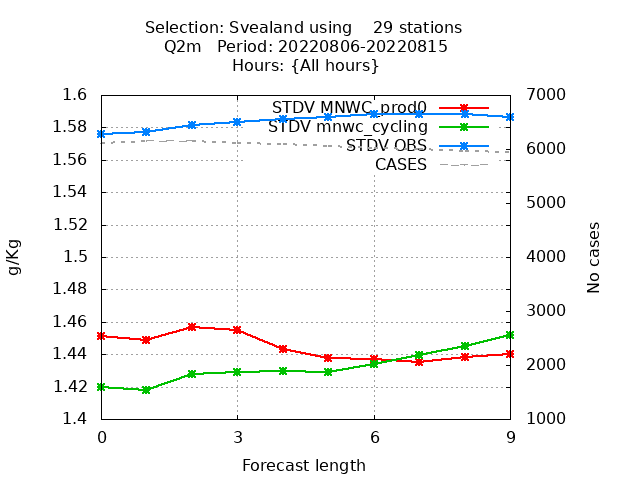 Selection: Svealand using    29 stations
Q2m   Period: 20220806-20220815
Hours: {All hours}
1.6
1.58
1.56
1.54
1.52
1.5
1.48
1.46
1.44
1.42
1.4
g/Kg
STDV MNWC_prod0
STDV mnwc_cycling
STDV OBS
CASES
7000
6000
5000
4000
3000
2000
1000
No cases
0
3
6
9
Forecast length